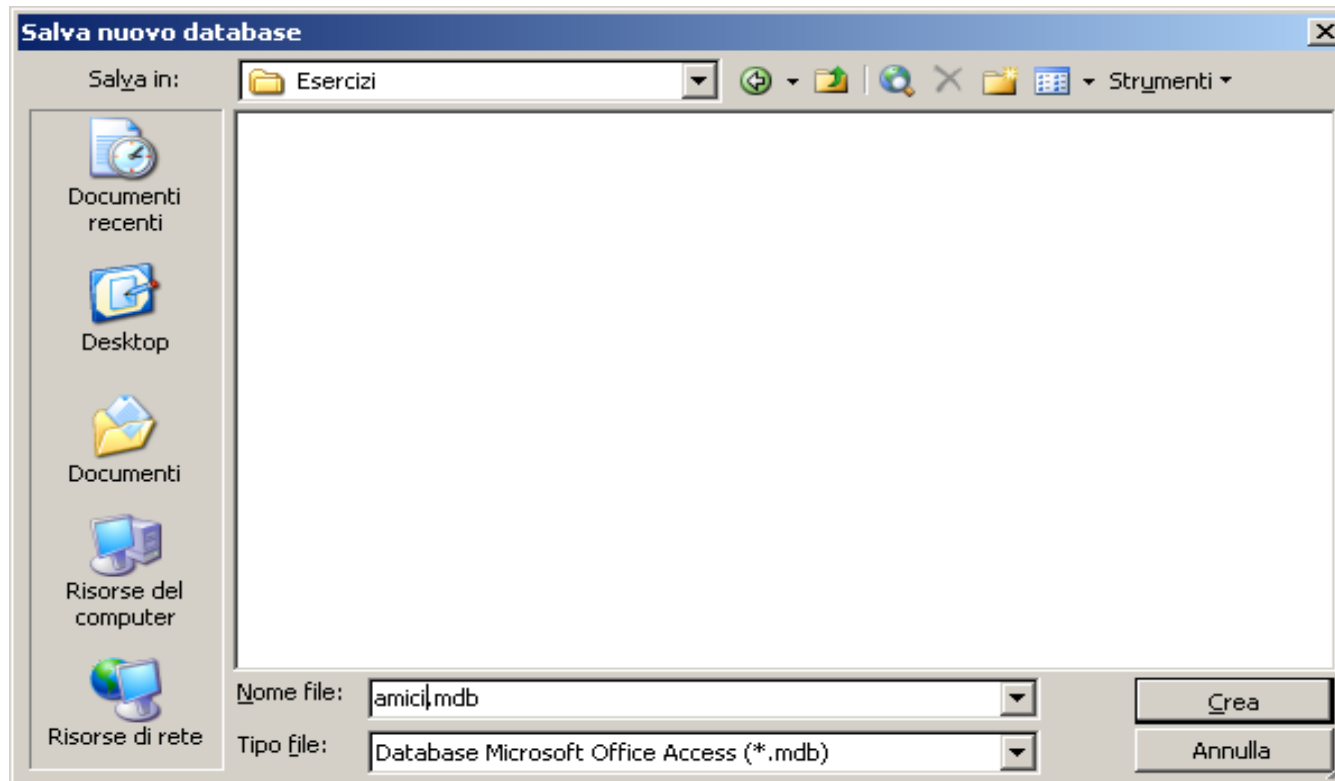 Salva nuovo database
Salva in:
Esercizi
Strumenti
Documenti
recenti
Desktop
Documenti
Risorse del
computer
Risorse di rete
Nome file:
amici.mdb
Crea
Tipo file:
Database Microsoft Office Access (*.mdb)
Annulla